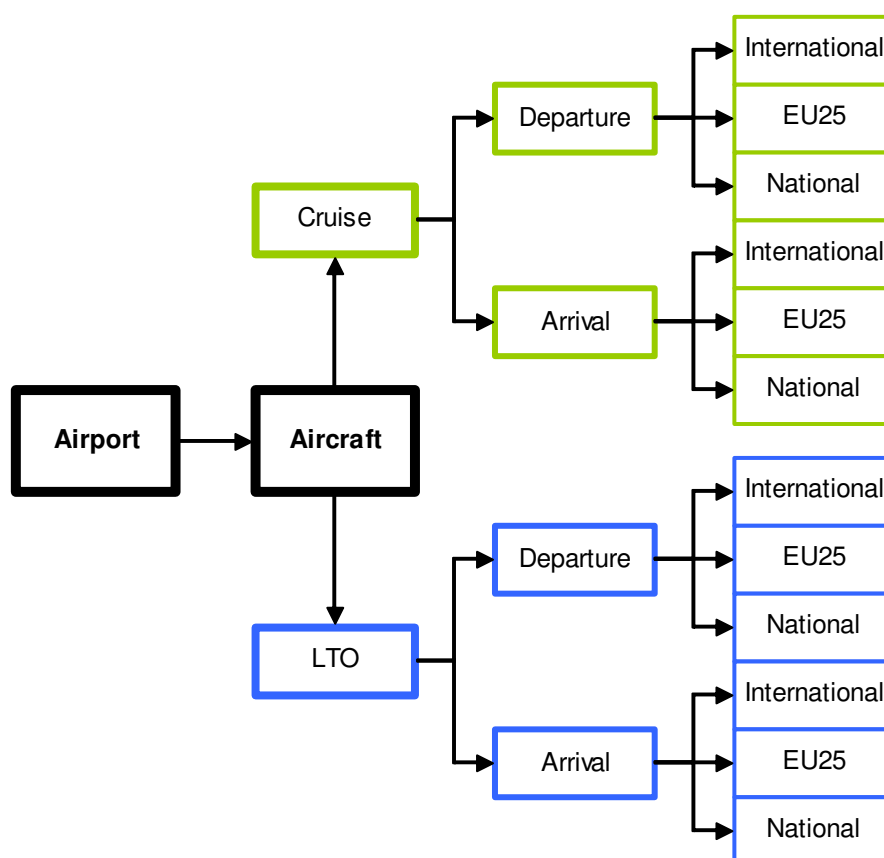 International
Departure
EU25
National
Cruise
International
Arrival
EU25
National
Airport
Aircraft
International
Departure
EU25
National
LTO
International
Arrival
EU25
National